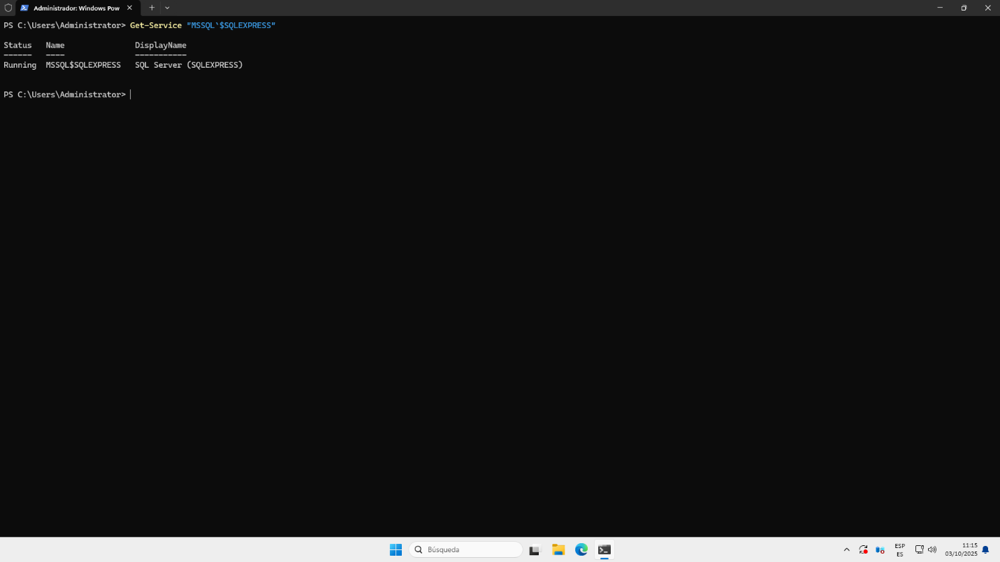 Administrador: Windows Pow
PS C:\Users\Administrator> Get-Service "MSSQL`$SQLEXPRESS"
Status   Name               DisplayName
------   ----               -----------
Running  MSSQL$SQLEXPRESS   SQL Server (SQLEXPRESS)
PS C:\Users\Administrator>
Búsqueda
ESP
ES
11:15
03/10/2025